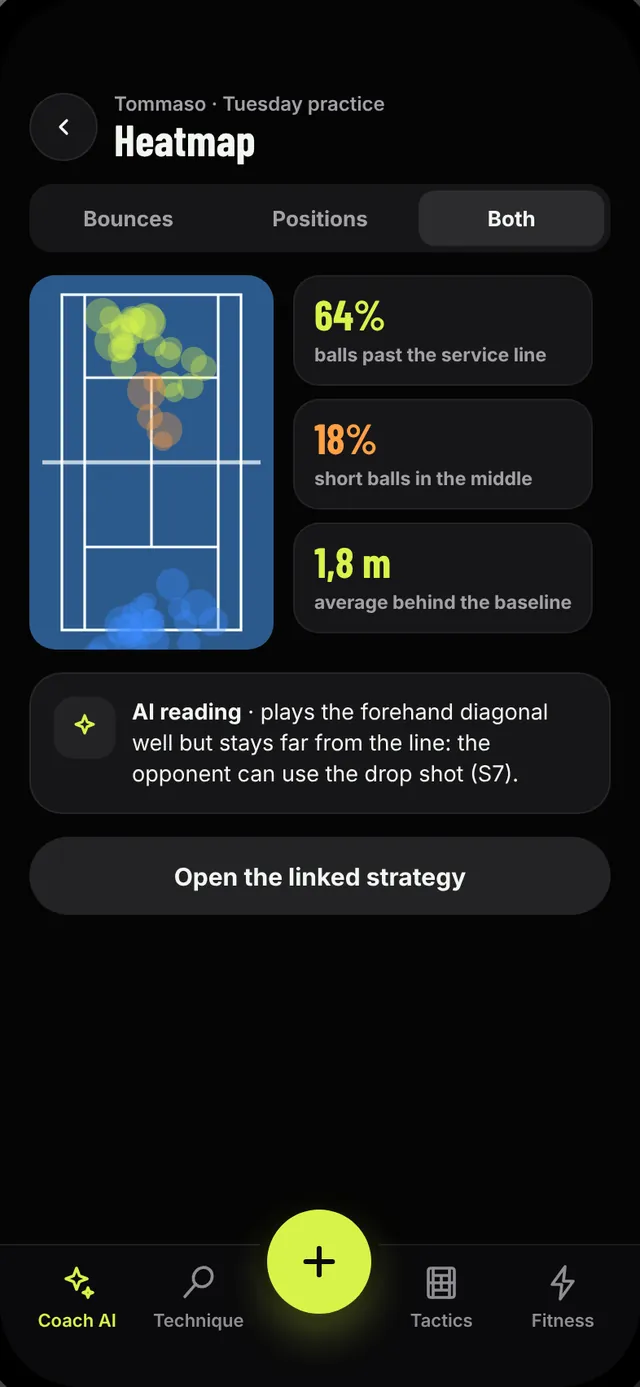 Tommaso · Tuesday practice
Heatmap
Bounces
Positions
Both
64%
balls past the service line
18%
short balls in the middle
1,8 m
average behind the baseline
AI reading · plays the forehand diagonal
well but stays far from the line: the
opponent can use the drop shot (S7).
Open the linked strategy
Coach AI
Technique
Tactics
Fitness